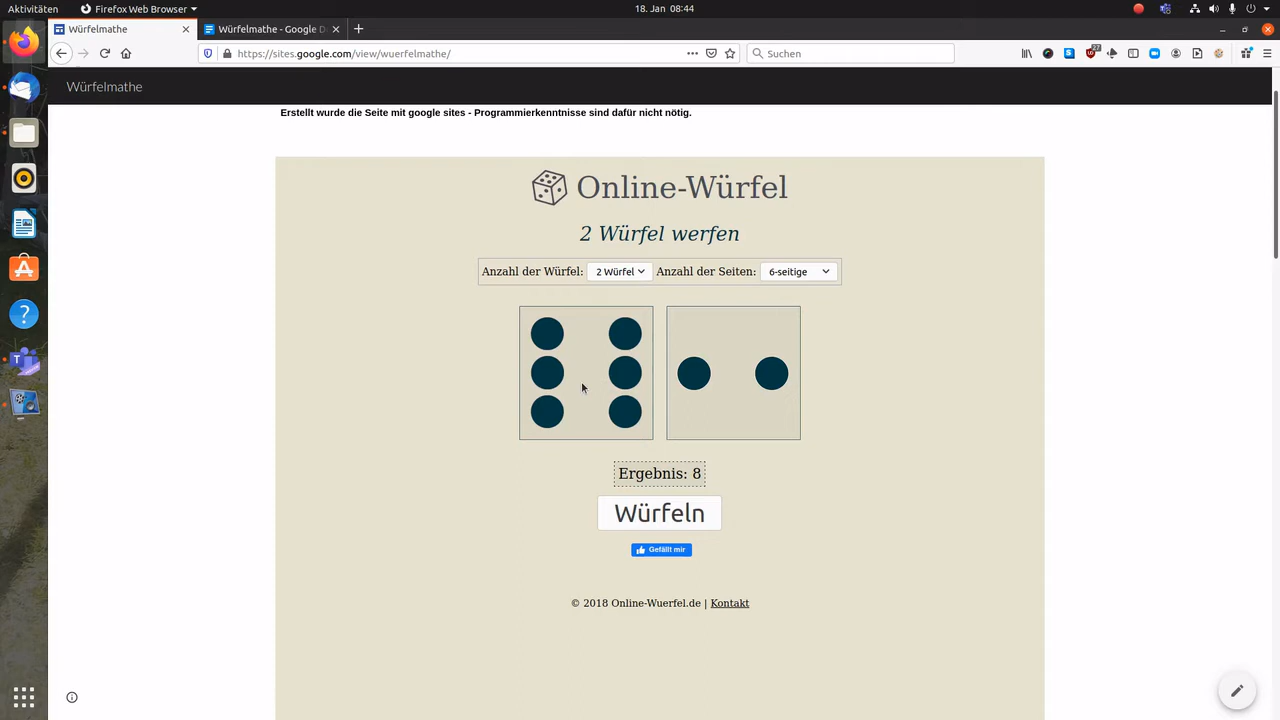 Aktivitäten
Firefox Web Browser
18. Jan 08:44
Würfelmathe
Würfelmathe - Google D
https://sites.google.com/view/wuerfelmathe/
Suchen
27
Würfelmathe
Erstellt wurde die Seite mit google sites - Programmierkenntnisse sind dafür nicht nötig.
Online-Würfel
2 Würfel werfen
Anzahl der Würfel: 2 Würfel Anzahl der Seiten: 6-seitige
Ergebnis: 8
Würfeln
Gefällt mir
© 2018 Online-Wuerfel.de | Kontakt